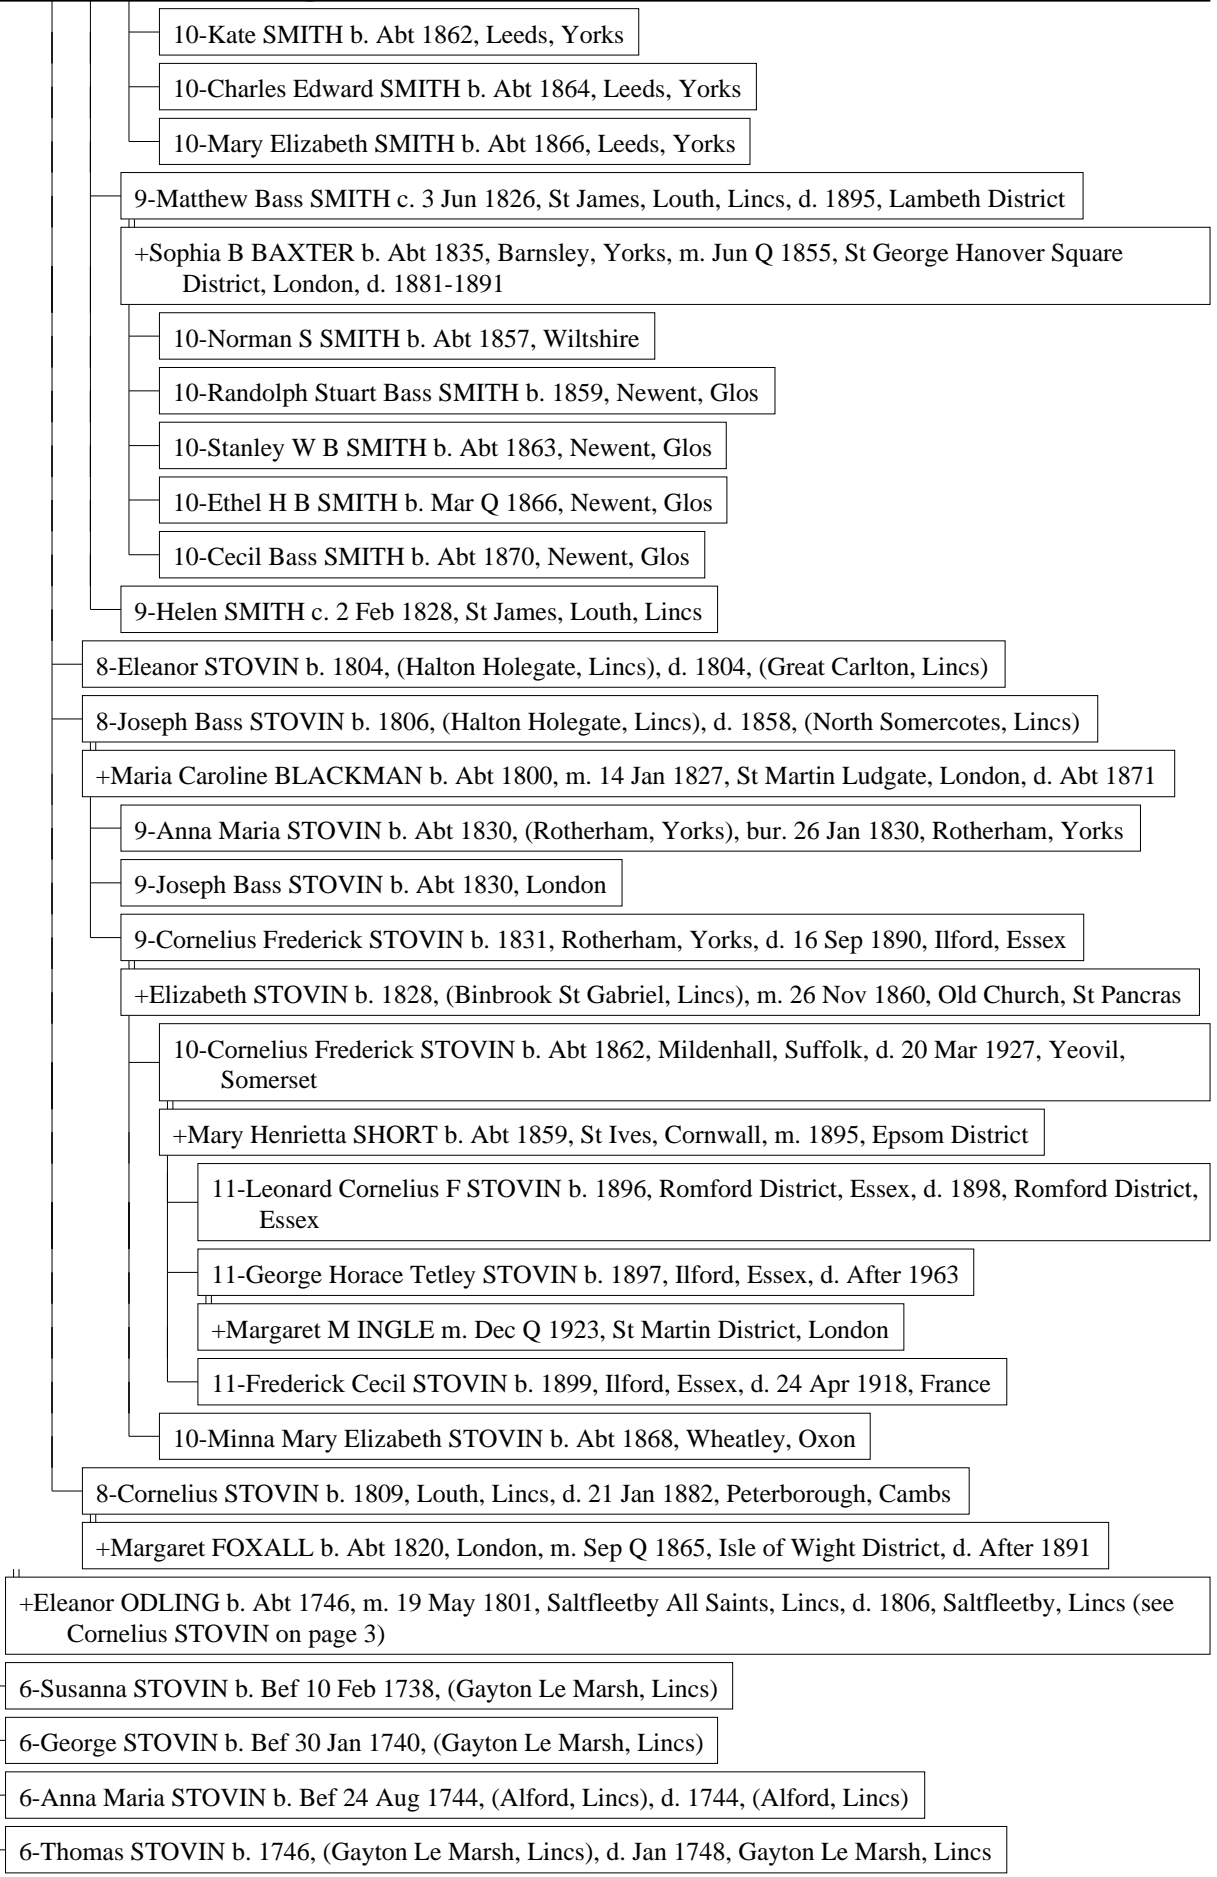 10-Kate SMITH b. Abt 1862, Leeds, Yorks
10-Charles Edward SMITH b. Abt 1864, Leeds, Yorks
10-Mary Elizabeth SMITH b. Abt 1866, Leeds, Yorks
9-Matthew Bass SMITH c. 3 Jun 1826, St James, Louth, Lincs, d. 1895, Lambeth District
+Sophia B BAXTER b. Abt 1835, Barnsley, Yorks, m. Jun Q 1855, St George Hanover Square
District, London, d. 1881-1891
10-Norman S SMITH b. Abt 1857, Wiltshire
10-Randolph Stuart Bass SMITH b. 1859, Newent, Glos
10-Stanley W B SMITH b. Abt 1863, Newent, Glos
10-Ethel H B SMITH b. Mar Q 1866, Newent, Glos
10-Cecil Bass SMITH b. Abt 1870, Newent, Glos
9-Helen SMITH c. 2 Feb 1828, St James, Louth, Lincs
8-Eleanor STOVIN b. 1804, (Halton Holegate, Lincs), d. 1804, (Great Carlton, Lincs)
8-Joseph Bass STOVIN b. 1806, (Halton Holegate, Lincs), d. 1858, (North Somercotes, Lincs)
+Maria Caroline BLACKMAN b. Abt 1800, m. 14 Jan 1827, St Martin Ludgate, London, d. Abt 1871
9-Anna Maria STOVIN b. Abt 1830, (Rotherham, Yorks), bur. 26 Jan 1830, Rotherham, Yorks
9-Joseph Bass STOVIN b. Abt 1830, London
9-Cornelius Frederick STOVIN b. 1831, Rotherham, Yorks, d. 16 Sep 1890, Ilford, Essex
+Elizabeth STOVIN b. 1828, (Binbrook St Gabriel, Lincs), m. 26 Nov 1860, Old Church, St Pancras
10-Cornelius Frederick STOVIN b. Abt 1862, Mildenhall, Suffolk, d. 20 Mar 1927, Yeovil,
Somerset
+Mary Henrietta SHORT b. Abt 1859, St Ives, Cornwall, m. 1895, Epsom District
11-Leonard Cornelius F STOVIN b. 1896, Romford District, Essex, d. 1898, Romford District,
Essex
11-George Horace Tetley STOVIN b. 1897, Ilford, Essex, d. After 1963
+Margaret M INGLE m. Dec Q 1923, St Martin District, London
11-Frederick Cecil STOVIN b. 1899, Ilford, Essex, d. 24 Apr 1918, France
10-Minna Mary Elizabeth STOVIN b. Abt 1868, Wheatley, Oxon
8-Cornelius STOVIN b. 1809, Louth, Lincs, d. 21 Jan 1882, Peterborough, Cambs
+Margaret FOXALL b. Abt 1820, London, m. Sep Q 1865, Isle of Wight District, d. After 1891
+Eleanor ODLING b. Abt 1746, m. 19 May 1801, Saltfleetby All Saints, Lincs, d. 1806, Saltfleetby, Lincs (see
Cornelius STOVIN on page 3)
6-Susanna STOVIN b. Bef 10 Feb 1738, (Gayton Le Marsh, Lincs)
6-George STOVIN b. Bef 30 Jan 1740, (Gayton Le Marsh, Lincs)
6-Anna Maria STOVIN b. Bef 24 Aug 1744, (Alford, Lincs), d. 1744, (Alford, Lincs)
6-Thomas STOVIN b. 1746, (Gayton Le Marsh, Lincs), d. Jan 1748, Gayton Le Marsh, Lincs